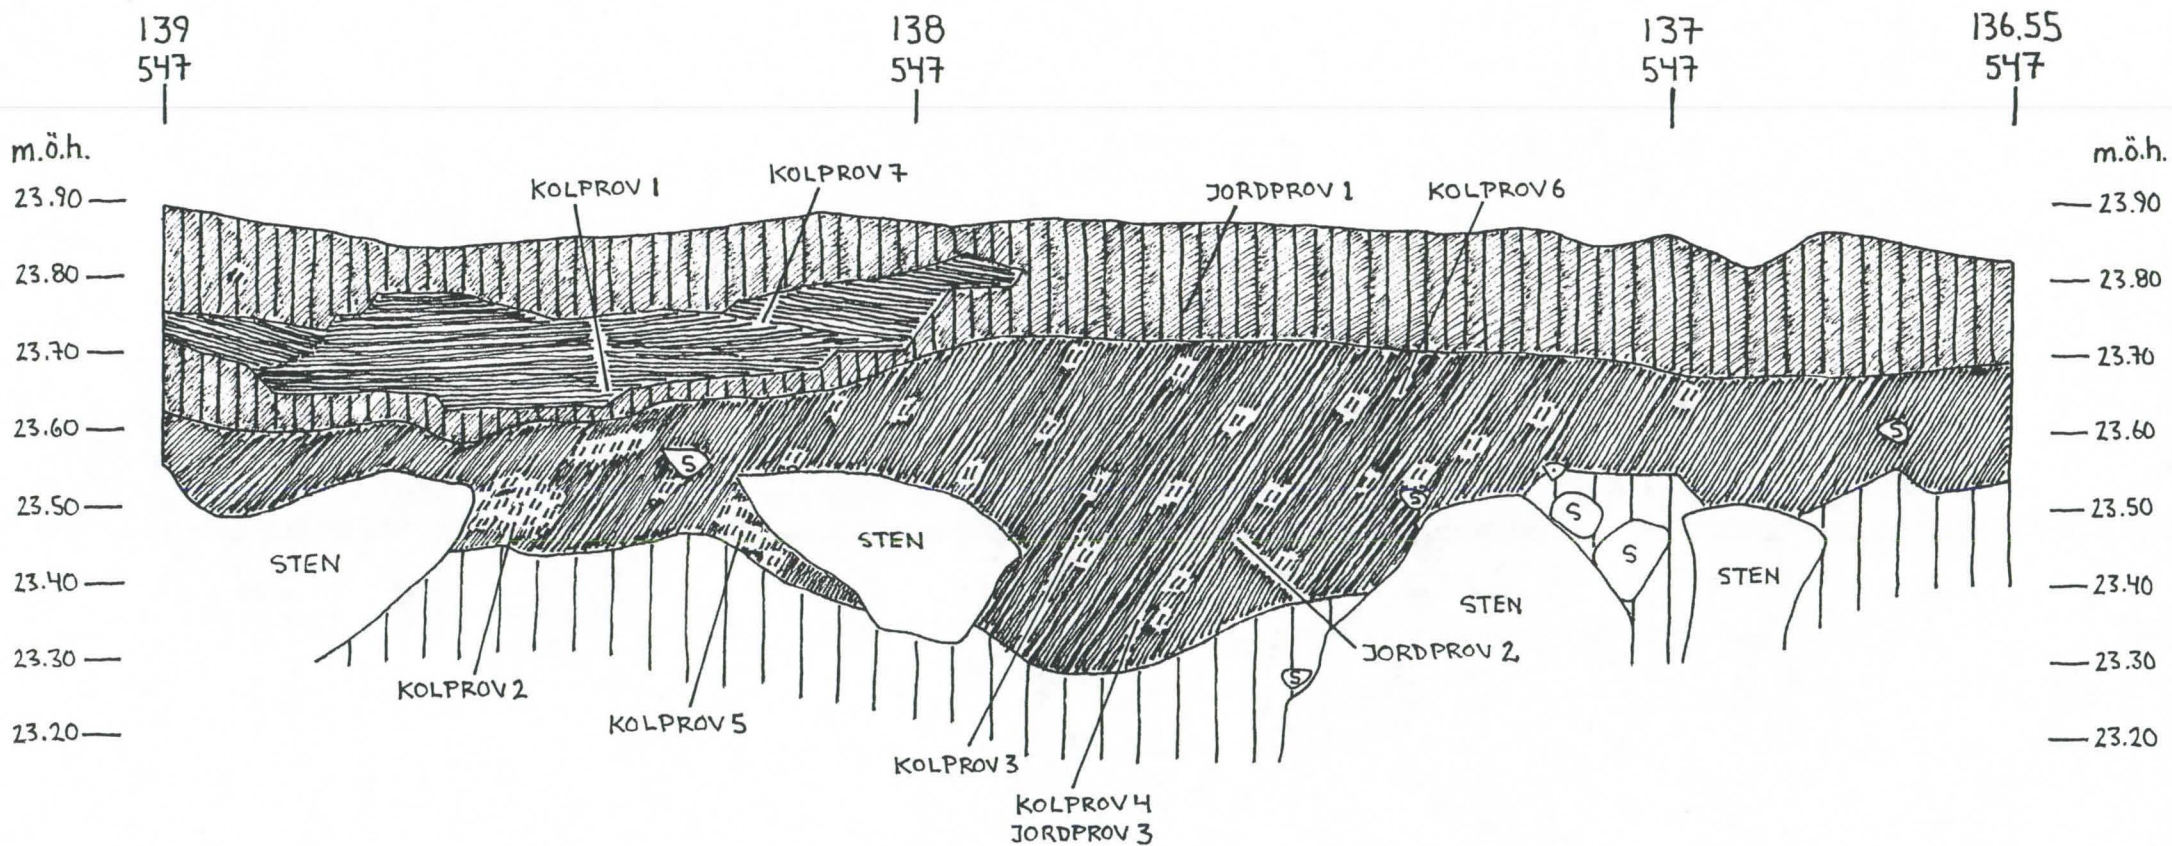 139 138 137 136.55
547 547 547 547
m.ö.h. m.ö.h.
KOLPROV 7
KOLPROV 1 JORDPROV 1 KOLPROV 6
23.90 23.90
23.80 23.80
23.70 23.70
23.60 S 23.60
S
S
23.50 S 23.50
STEN STEN S STEN
23.40 23.40
STEN
JORDPROV 2
23.30 23.30
S
KOLPROV 2
KOLPROV 5
23.20 23.20
KOLPROV 3
KOLPROV 4
JORDPROV 3